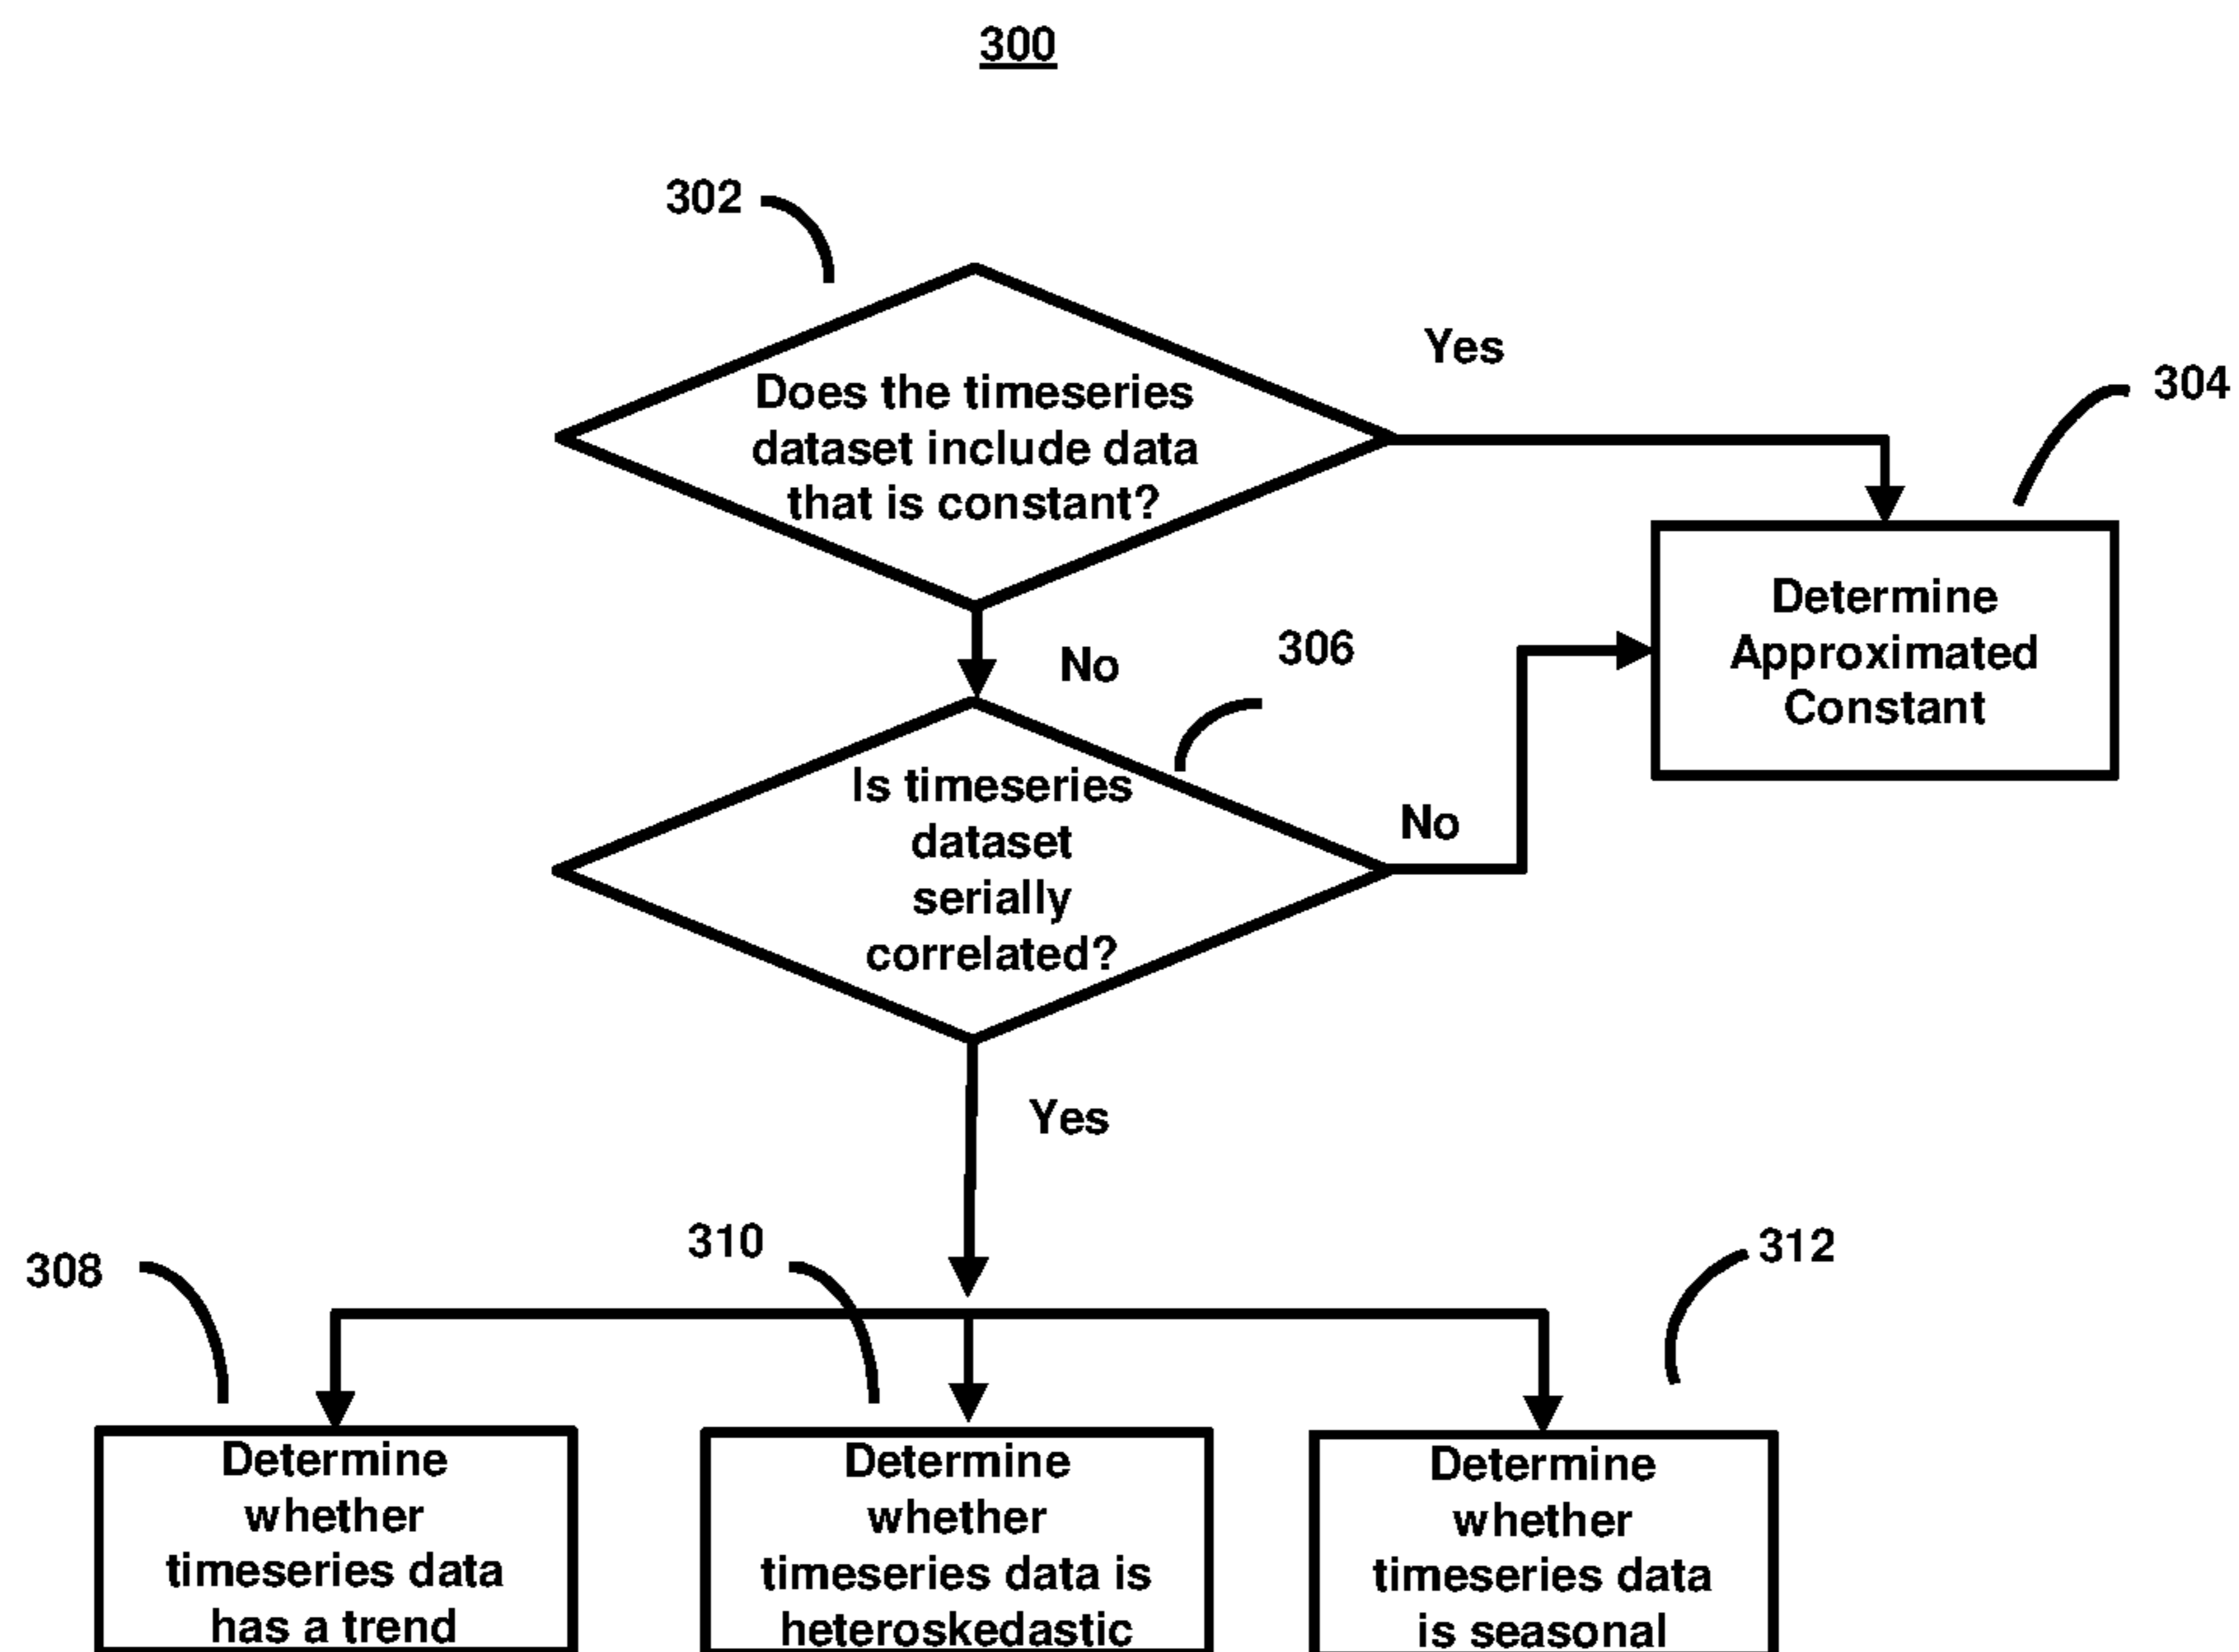 300
302
Does the timeseries
dataset include data
that is constant?
Yes
304
Determine
Approximated
Constant
No
306
Is timeseries
dataset
serially
correlated?
No
Yes
308
310
312
Determine
whether
timeseries data
has a trend
Determine
whether
timeseries data is
heteroskedastic
Determine
whether
timeseries data
is seasonal